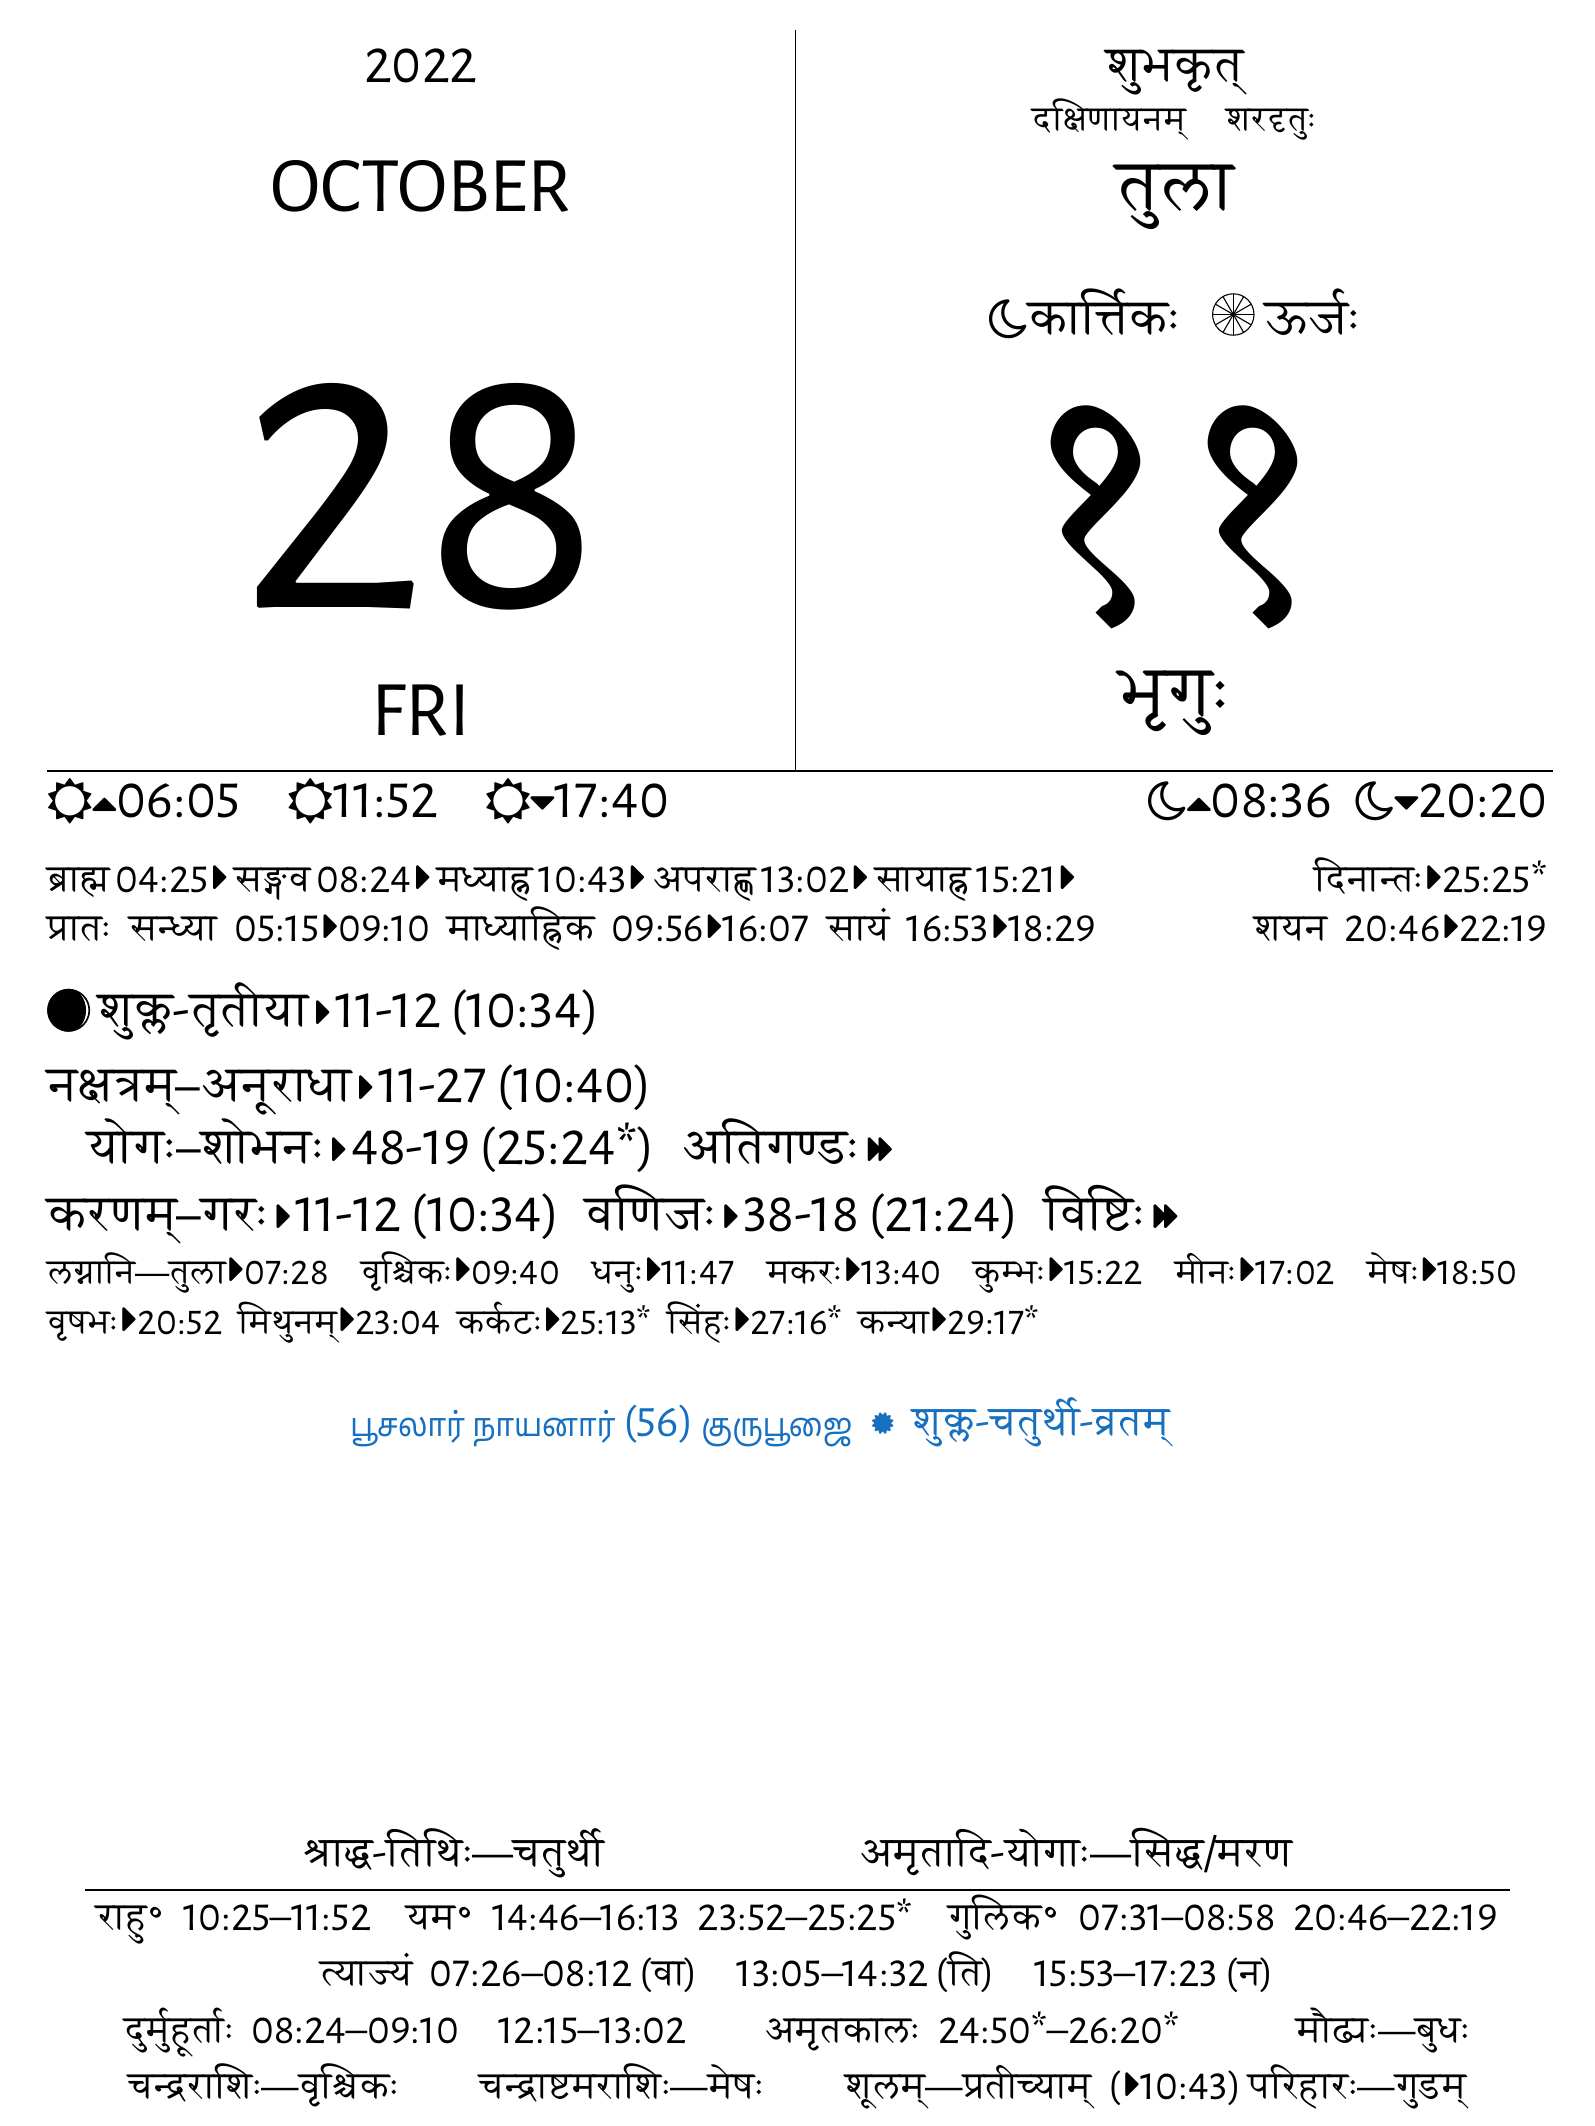 2022
OCTOBER
28
FRI
शुभकृत्
दक्षिणायनम् शरदृतुः
तुला
कार्त्तिकः ऊर्जः
११
भृगुः
06:05 11:52 17:40 08:36 20:20
ब्राह्म 04:25 सङ्गव 08:24 मध्याह्न 10:43 अपराह्ण 13:02 सायाह्न 15:21 दिनान्तः 25:25*
प्रातः सन्ध्या 05:15 09:10 माध्याह्निक 09:56 16:07 सायं 16:53 18:29 शयन 20:46 22:19
शुक्ल-तृतीया 11-12 (10:34)
नक्षत्रम्–अनूराधा 11-27 (10:40)
योगः–शोभनः 48-19 (25:24*) अतिगण्डः
करणम्–गरः 11-12 (10:34) वणिजः 38-18 (21:24) विष्टिः
लग्नानि—तुला 07:28 वृश्चिकः 09:40 धनुः 11:47 मकरः 13:40 कुम्भः 15:22 मीनः 17:02 मेषः 18:50
वृषभः 20:52 मिथुनम् 23:04 कर्कटः 25:13* सिंहः 27:16* कन्या 29:17*
பூசலார் நாயனார் (56) குருபூஜை शुक्ल-चतुर्थी-व्रतम्
श्राद्ध-तिथिः—चतुर्थी अमृतादि-योगाः—सिद्ध/मरण
राहु° 10:25–11:52 यम° 14:46–16:13 23:52–25:25* गुलिक° 07:31–08:58 20:46–22:19
त्याज्यं 07:26–08:12 (वा) 13:05–14:32 (ति) 15:53–17:23 (न)
दुर्मुहूर्ताः 08:24–09:10 12:15–13:02 अमृतकालः 24:50*–26:20* मौढ्यः—बुधः
चन्द्रराशिः—वृश्चिकः चन्द्राष्टमराशिः—मेषः शूलम्—प्रतीच्याम् (10:43) परिहारः—गुडम्